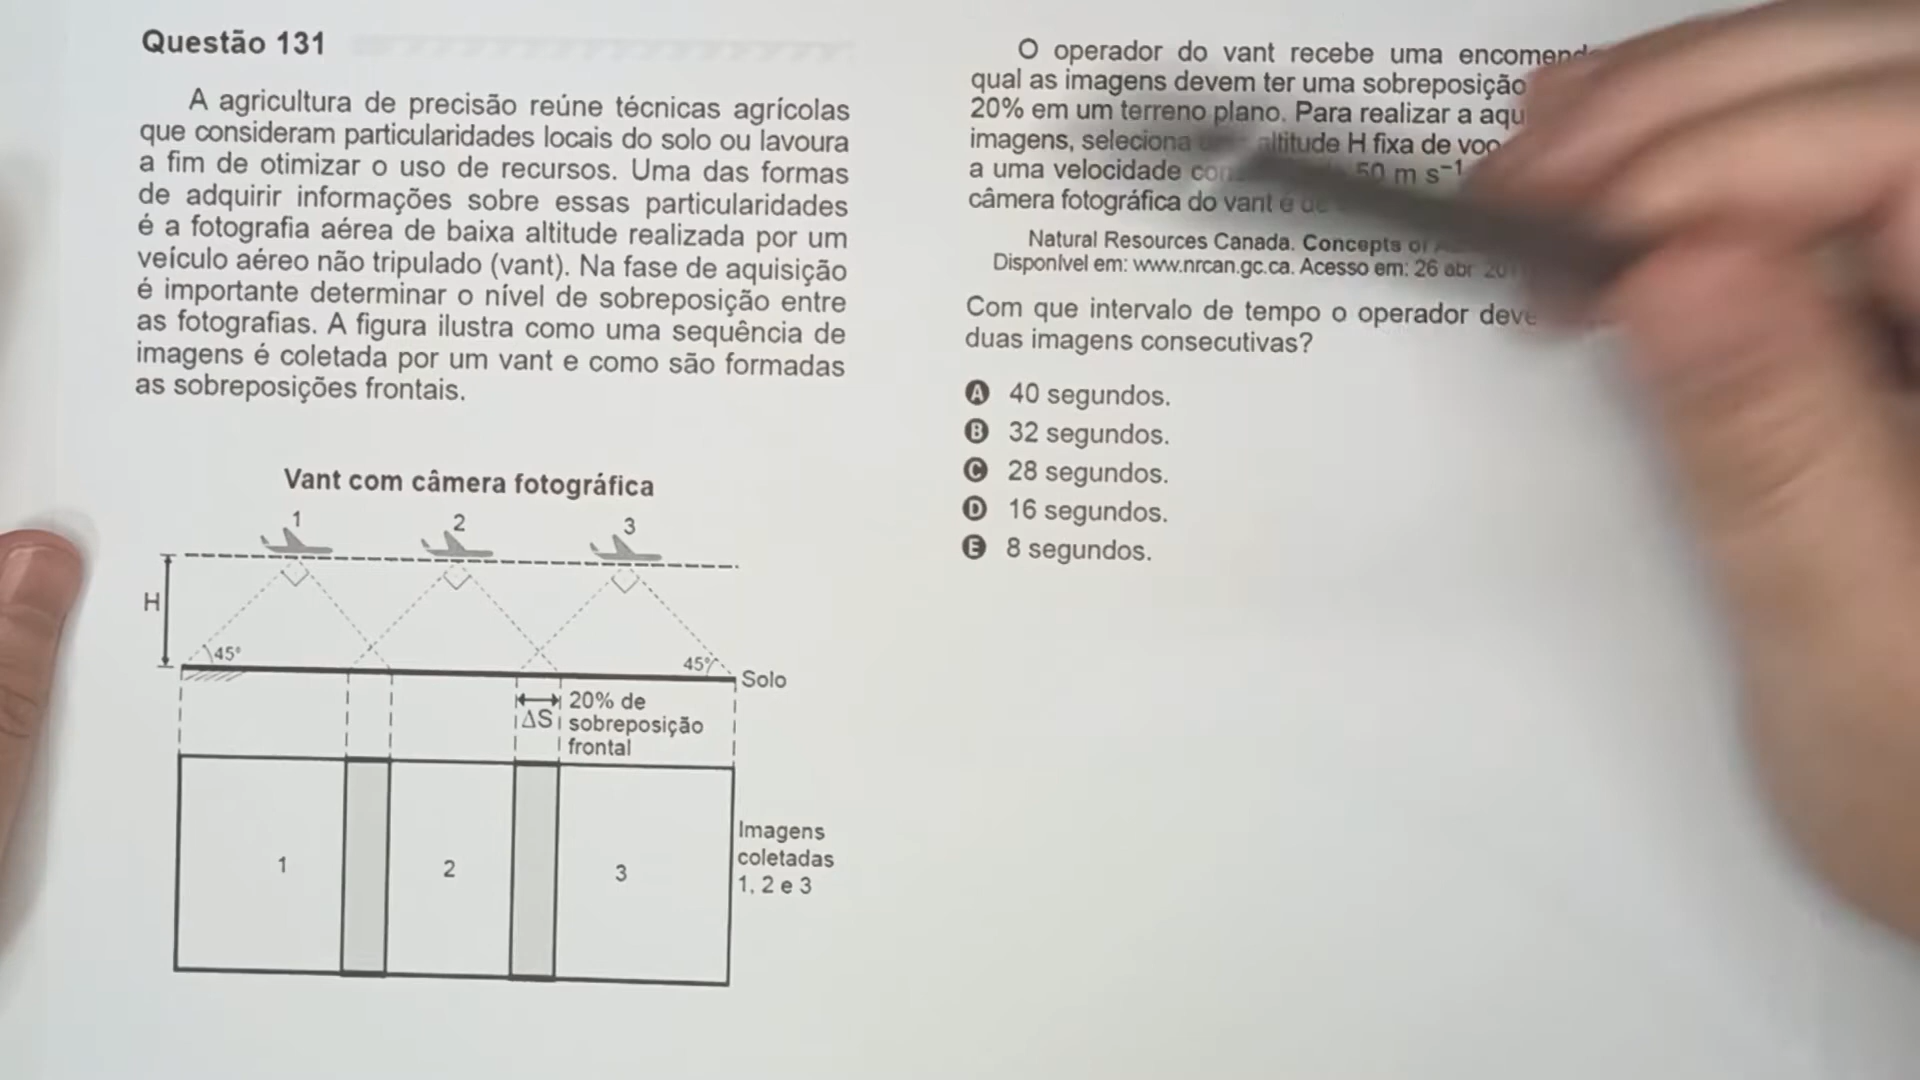 Questão 131
A agricultura de precisão reúne técnicas agrícolas
que consideram particularidades locais do solo ou lavoura
a fim de otimizar o uso de recursos. Uma das formas
de adquirir informações sobre essas particularidades
é a fotografia aérea de baixa altitude realizada por um
veículo aéreo não tripulado (vant). Na fase de aquisição
é importante determinar o nível de sobreposição entre
as fotografias. A figura ilustra como uma sequência de
imagens é coletada por um vant e como são formadas
as sobreposições frontais.
Vant com câmera fotográfica
1 2 3
H
45°
45°
Solo
ΔS
20% de
sobreposição
frontal
1 2 3
Imagens
coletadas
1, 2 e 3
O operador do vant recebe uma
qual as imagens devem ter uma sobreposição
20% em um terreno plano. Para realizar a
imagens, seleciona altitude H fixa de voo
a uma velocidade 50 m s⁻¹
câmera fotográfica do vant é
Natural Resources Canada. Concepts of
Disponível em: www.nrcan.gc.ca. Acesso em: 26 abr
Com que intervalo de tempo o operador
duas imagens consecutivas?
A 40 segundos.
B 32 segundos.
C 28 segundos.
D 16 segundos.
E 8 segundos.